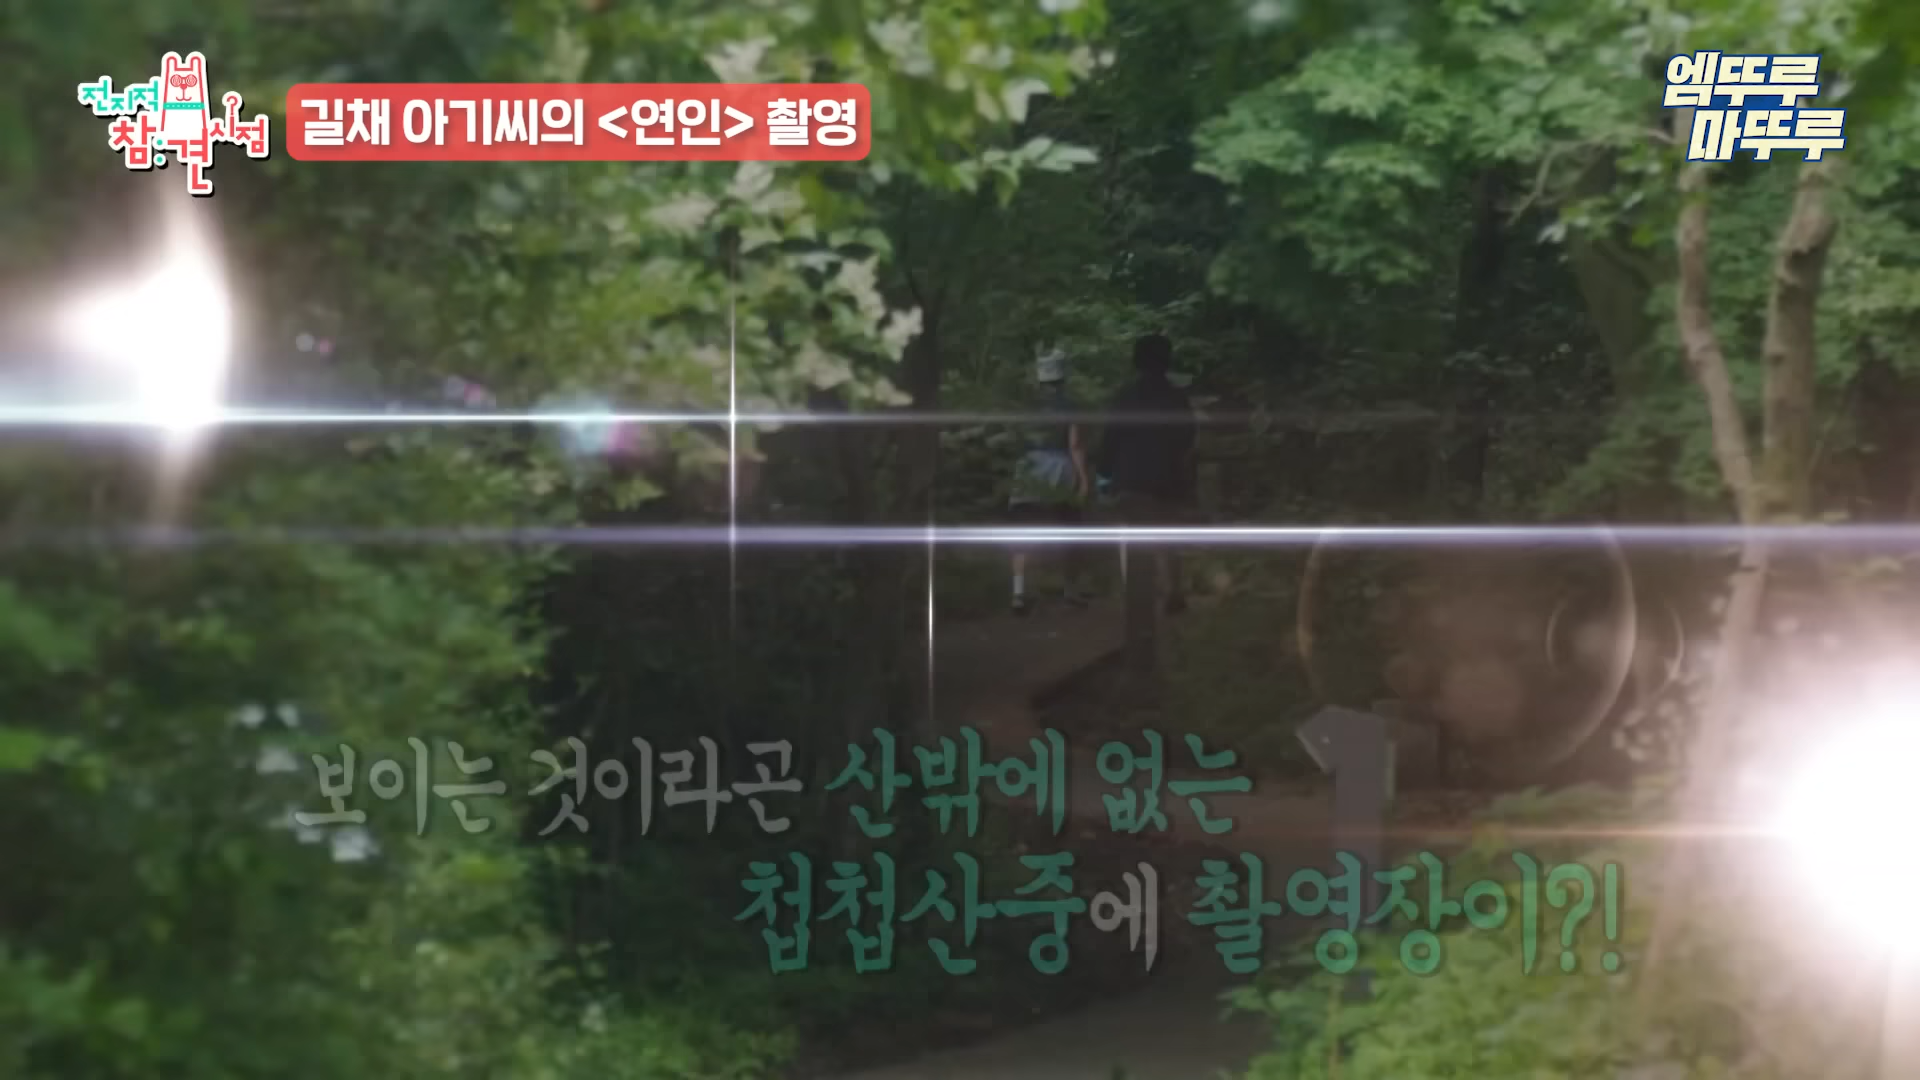 전지적
참견
시점
길채 아기씨의 <연인> 촬영
엠뚜루
마뚜루
보이는 것이라곤 산밖에 없는
첩첩산중에 촬영장이?!